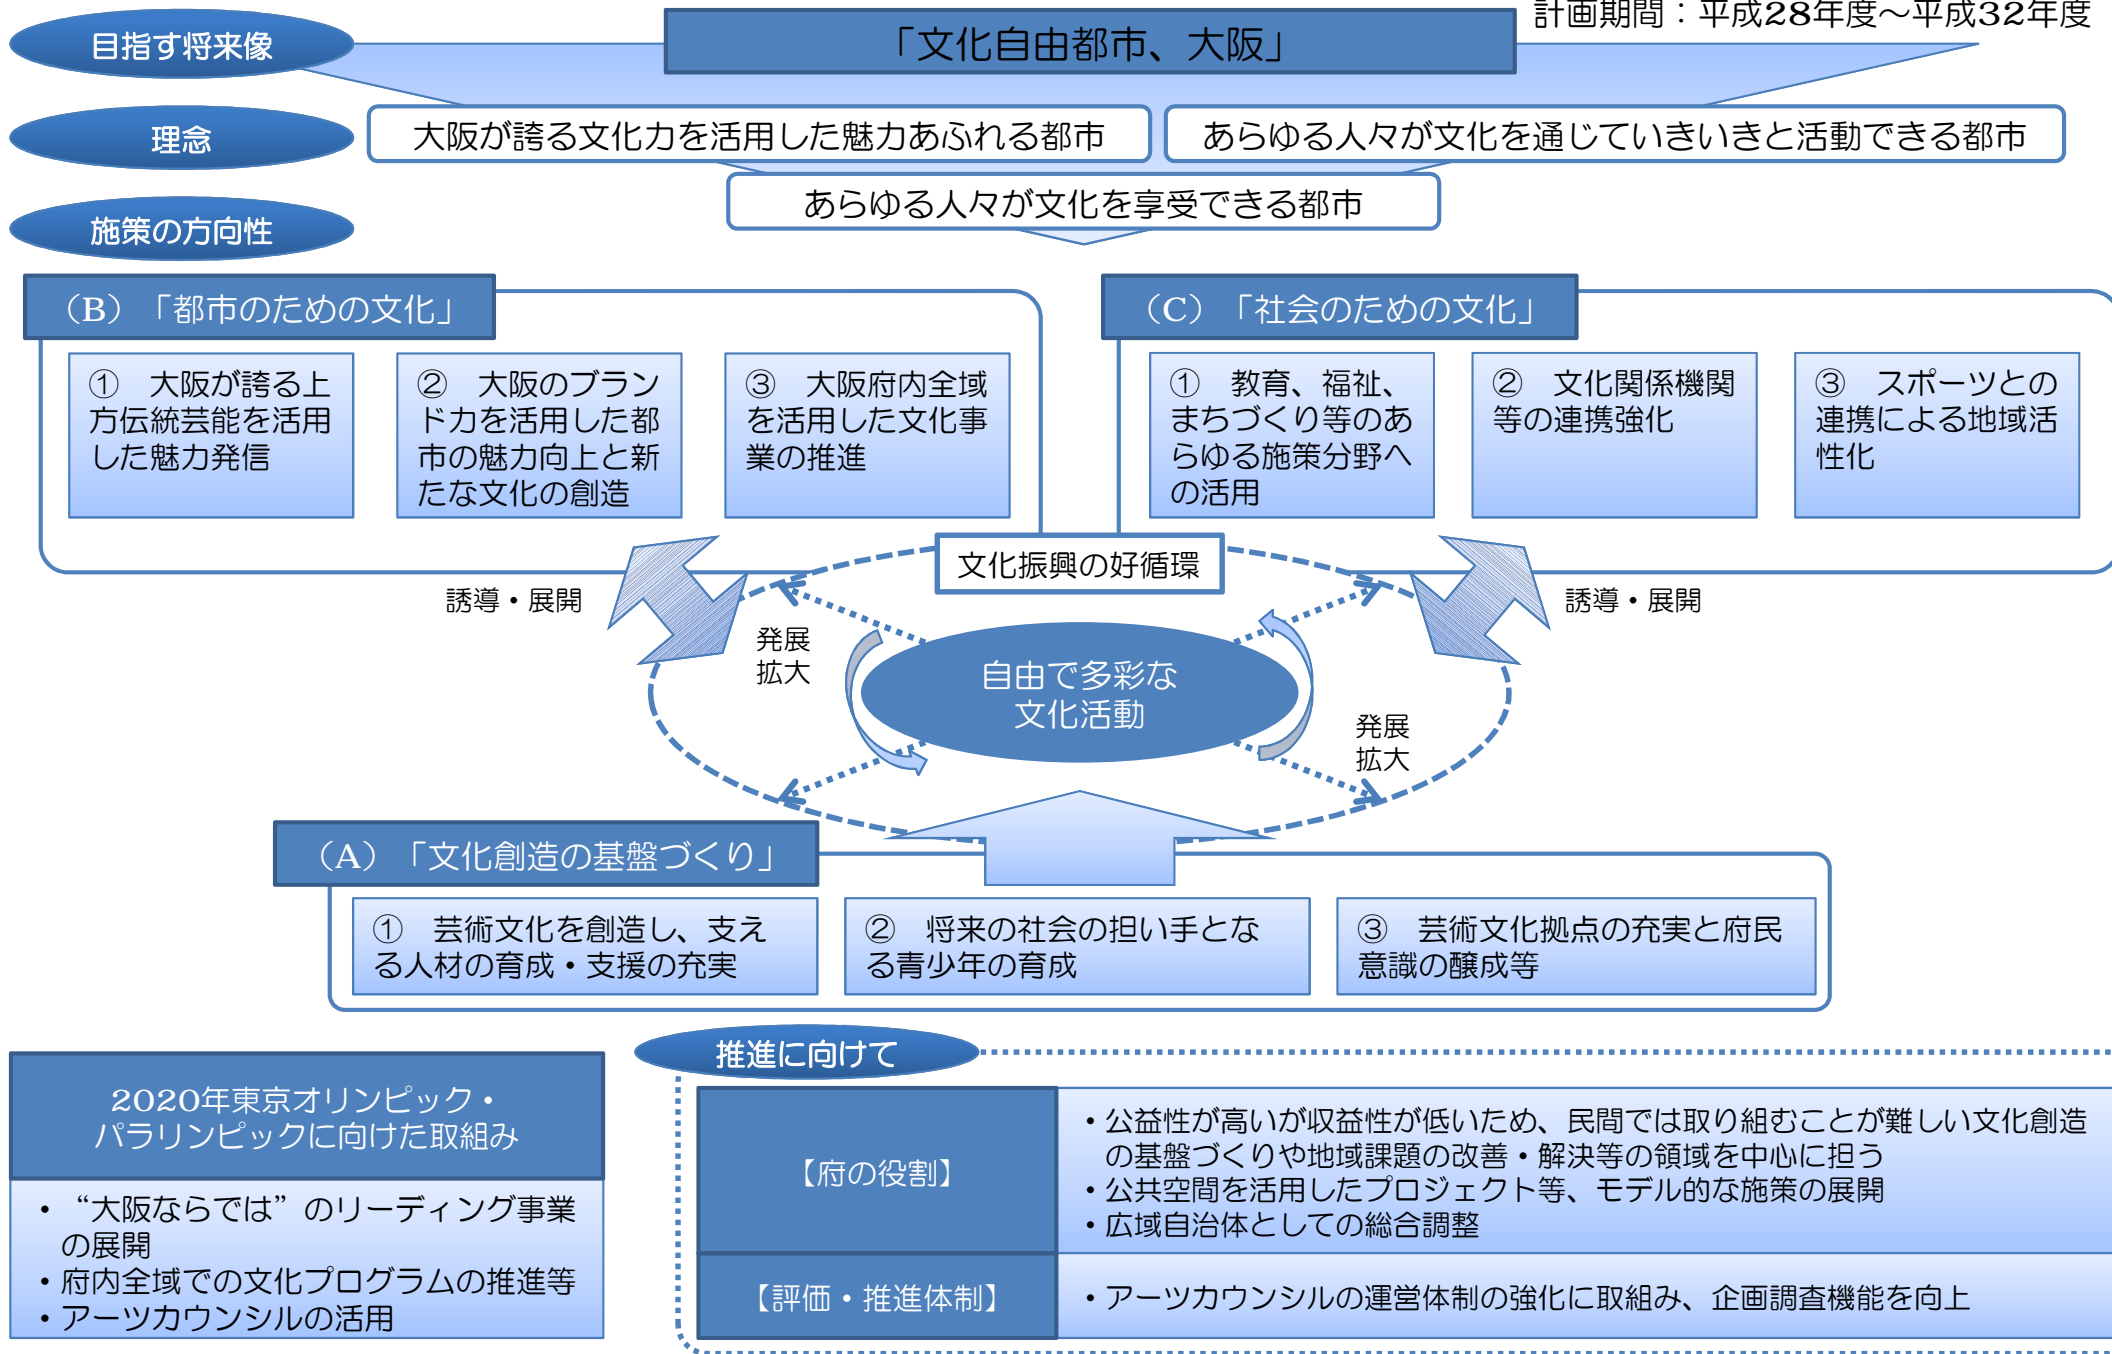 計画期間：平成28年度～平成32年度
目指す将来像
「文化自由都市、大阪」
理念
大阪が誇る文化力を活用した魅力あふれる都市
あらゆる人々が文化を通じていきいきと活動できる都市
あらゆる人々が文化を享受できる都市
施策の方向性
（B）「都市のための文化」
①　大阪が誇る上
方伝統芸能を活用
した魅力発信
②　大阪のブラン
ド力を活用した都
市の魅力向上と新
たな文化の創造
③　大阪府内全域
を活用した文化事
業の推進
（C）「社会のための文化」
①　教育、福祉、
まちづくり等のあ
らゆる施策分野へ
の活用
②　文化関係機関
等の連携強化
③　スポーツとの
連携による地域活
性化
文化振興の好循環
誘導・展開
誘導・展開
発展
拡大
自由で多彩な
文化活動
発展
拡大
（A）「文化創造の基盤づくり」
①　芸術文化を創造し、支え
る人材の育成・支援の充実
②　将来の社会の担い手とな
る青少年の育成
③　芸術文化拠点の充実と府民
意識の醸成等
2020年東京オリンピック・
パラリンピックに向けた取組み
・“大阪ならでは”のリーディング事業
の展開
・府内全域での文化プログラムの推進等
・アーツカウンシルの活用
推進に向けて
【府の役割】
・公益性が高いが収益性が低いため、民間では取り組むことが難しい文化創造
の基盤づくりや地域課題の改善・解決等の領域を中心に担う
・公共空間を活用したプロジェクト等、モデル的な施策の展開
・広域自治体としての総合調整
【評価・推進体制】
・アーツカウンシルの運営体制の強化に取組み、企画調査機能を向上